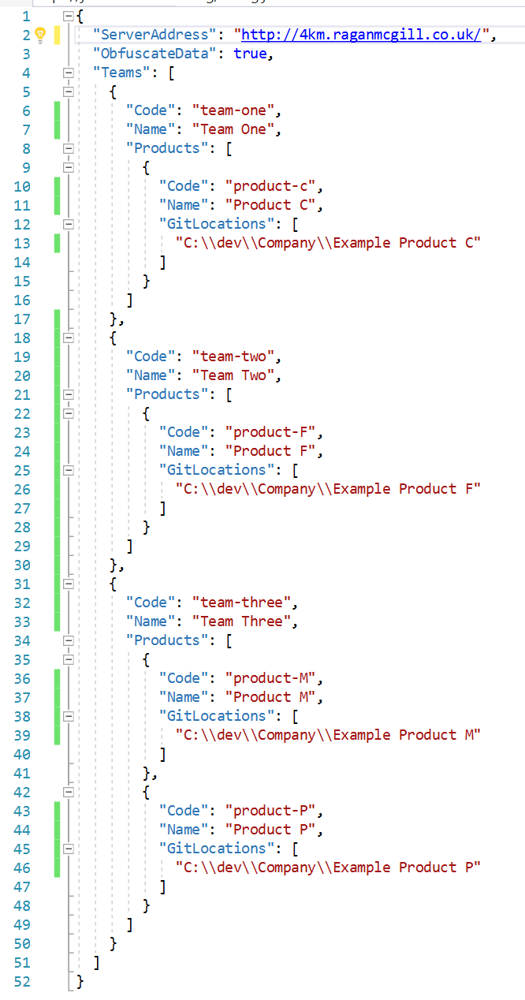 1 {
2 "ServerAddress": "http://4km.raganmcgill.co.uk/",
3 "ObfuscateData": true,
4 "Teams": [
5 {
6 "Code": "team-one",
7 "Name": "Team One",
8 "Products": [
9 {
10 "Code": "product-c",
11 "Name": "Product C",
12 "GitLocations": [
13 "C:\\dev\\Company\\Example Product C"
14 ]
15 }
16 ]
17 },
18 {
19 "Code": "team-two",
20 "Name": "Team Two",
21 "Products": [
22 {
23 "Code": "product-F",
24 "Name": "Product F",
25 "GitLocations": [
26 "C:\\dev\\Company\\Example Product F"
27 ]
28 }
29 ]
30 },
31 {
32 "Code": "team-three",
33 "Name": "Team Three",
34 "Products": [
35 {
36 "Code": "product-M",
37 "Name": "Product M",
38 "GitLocations": [
39 "C:\\dev\\Company\\Example Product M"
40 ]
41 },
42 {
43 "Code": "product-P",
44 "Name": "Product P",
45 "GitLocations": [
46 "C:\\dev\\Company\\Example Product P"
47 ]
48 }
49 ]
50 }
51 ]
52 }